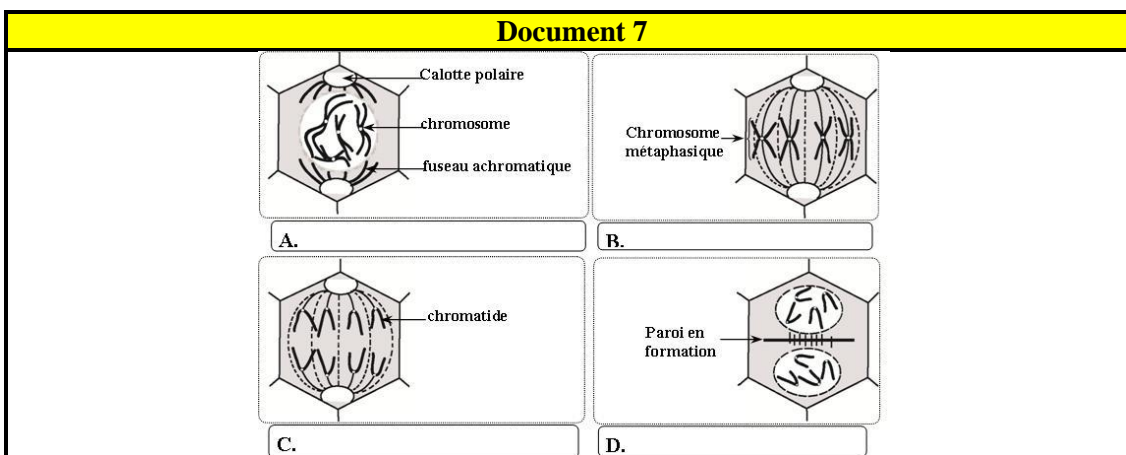 Document 7
Calotte polaire
chromosome
fuseau achromatique
A.
Chromosome
métaphasique
B.
chromatide
C.
Paroi en
formation
D.